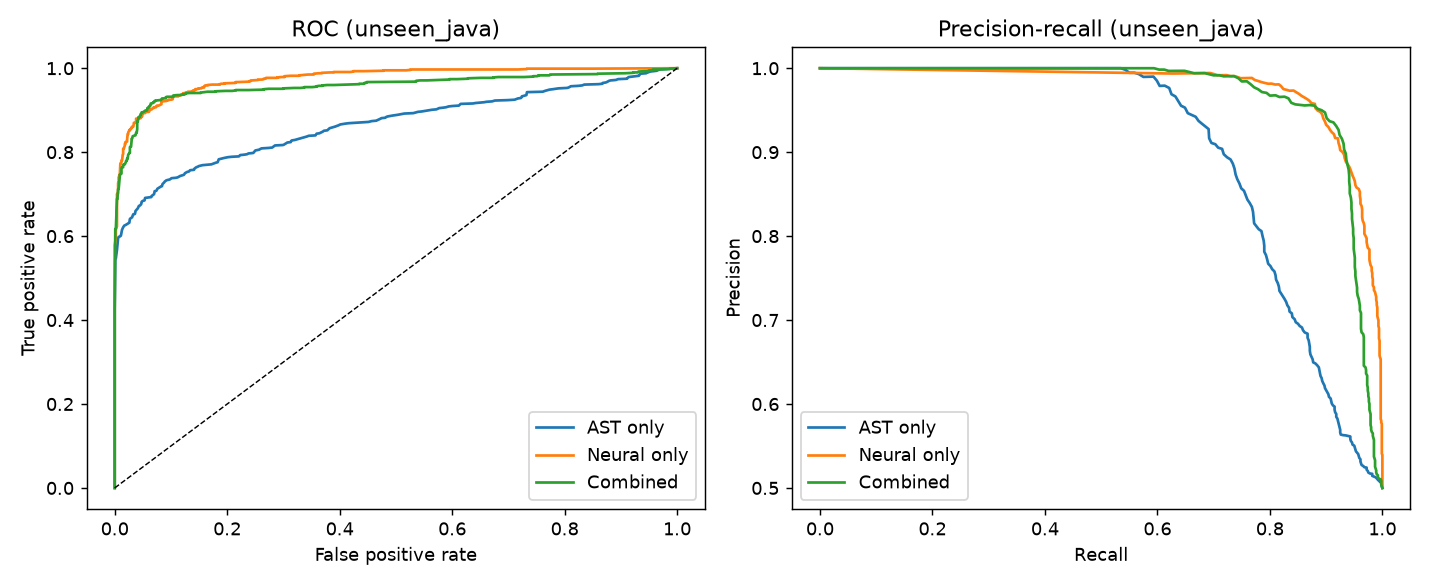 ROC (unseen_java)
True positive rate
1.0
0.8
0.6
0.4
0.2
0.0
AST only
Neural only
Combined
0.0 0.2 0.4 0.6 0.8 1.0
False positive rate
Precision-recall (unseen_java)
Precision
1.0
0.9
0.8
0.7
0.6
0.5
AST only
Neural only
Combined
0.0 0.2 0.4 0.6 0.8 1.0
Recall